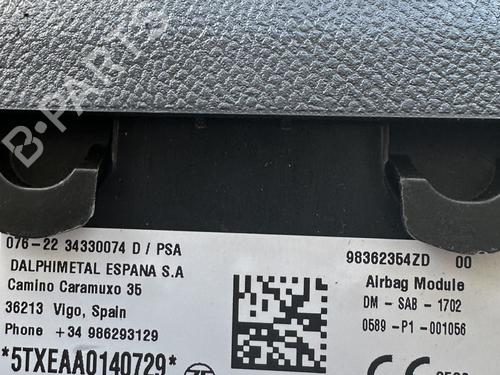 B-PARTS
076-22 34330074 D / PSA
98362354ZD 00
DALPHIMETAL ESPANA S.A
Camino Caramuxo 35
36213 Vigo, Spain
Phone +34 986293129
*5TXEAA0140729*
Airbag Module
DM - SAB - 1702
0589 - P1 - 001056